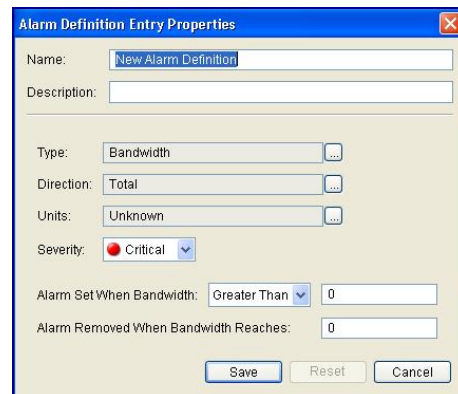 Alarm Definition Entry Properties
Name: New Alarm Definition
Description:
Type: Bandwidth ...
Direction: Total ...
Units: Unknown ...
Severity: Critical
Alarm Set When Bandwidth: Greater Than 0
Alarm Removed When Bandwidth Reaches: 0
Save Reset Cancel